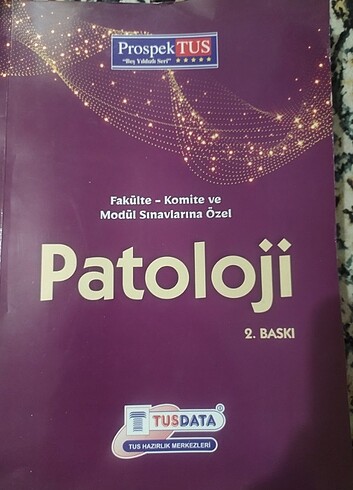 ProspekTUS
"Beş Yıldızlı Seri" ★★★★★
Fakülte - Komite ve
Modül Sınavlarına Özel
Patoloji
2. BASKI
TUSDATA®
TUS HAZIRLIK MERKEZLERİ